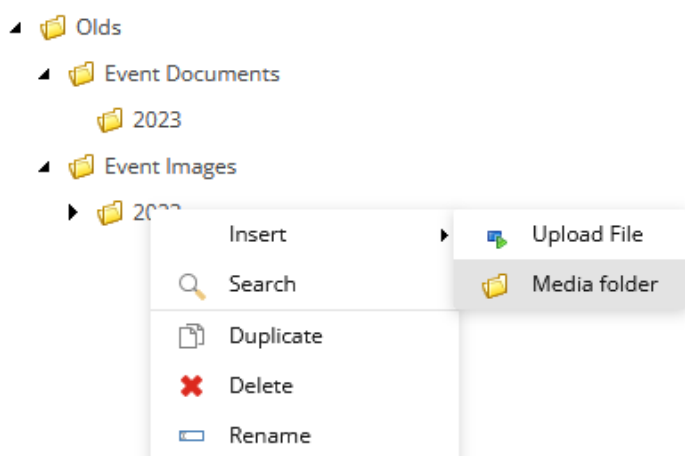 Olds
Event Documents
2023
Event Images
Insert
Upload File
Search
Media folder
Duplicate
Delete
Rename